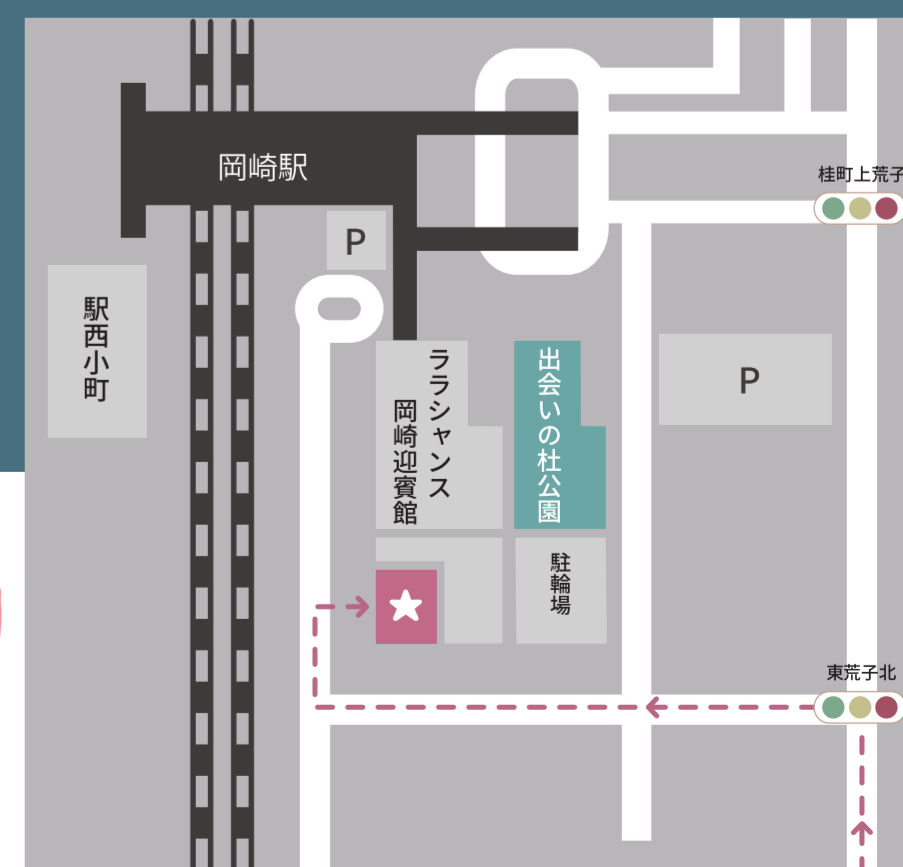 岡崎駅
桂町上荒子
P
駅西小町
ララシャンス
岡崎迎賓館
出会いの杜公園
P
駐輪場
東荒子北